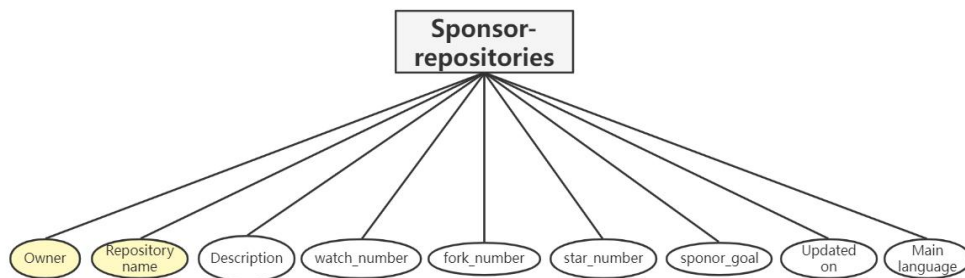 Sponsor-
repositories
Owner
Repository
name
Description
watch_number
fork_number
star_number
sponor_goal
Updated
on
Main
language